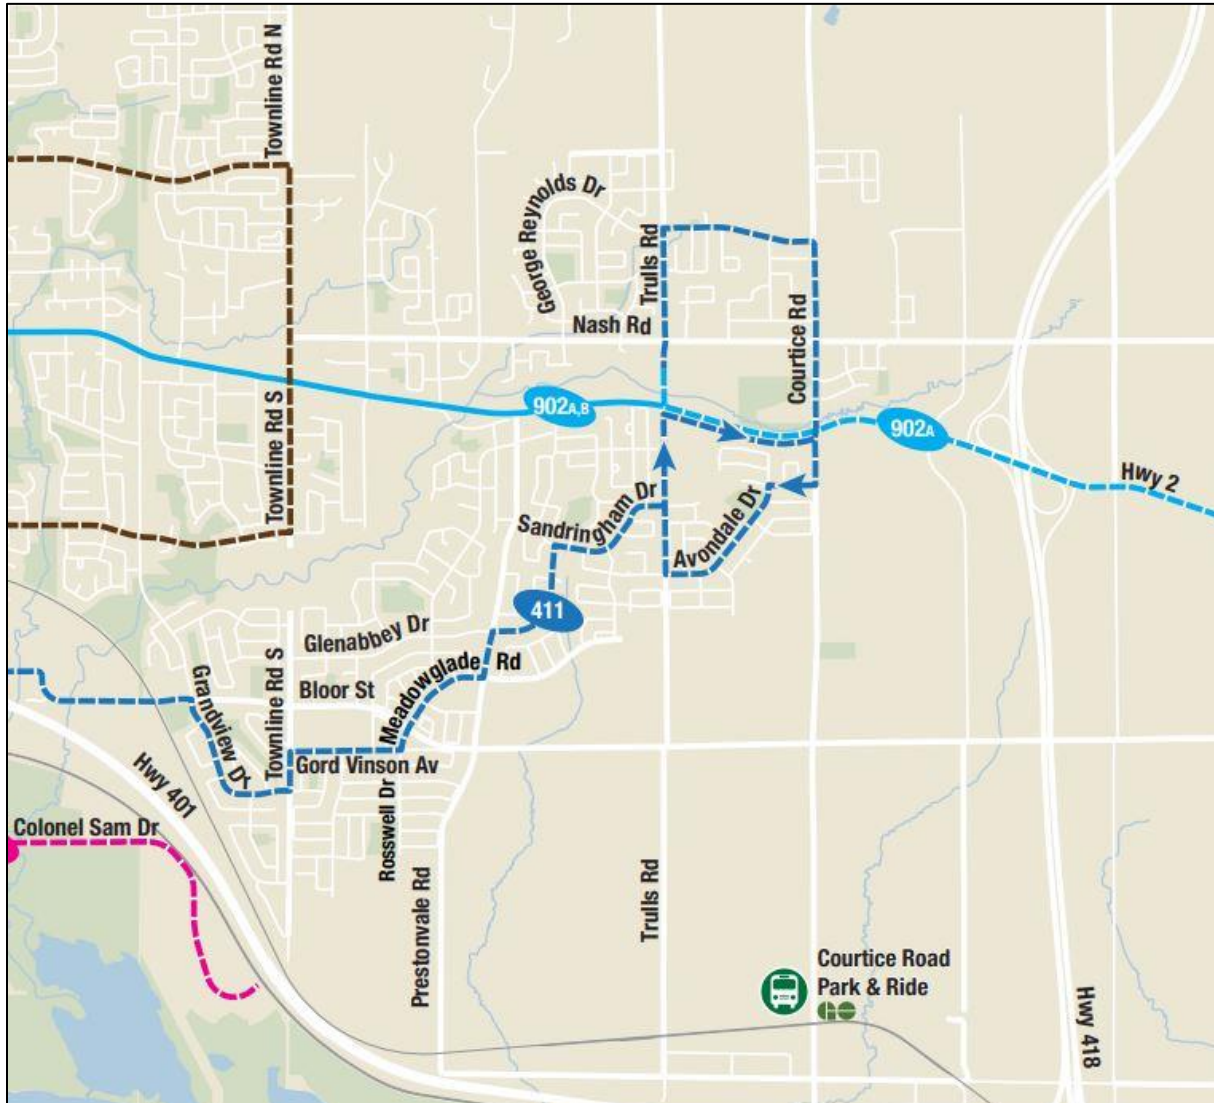 Townline Rd N
George Reynolds Dr
Trulls Rd
Nash Rd
Courtice Rd
902A,B
902A
Hwy 2
Townline Rd S
Sandringham Dr
Avondale Dr
411
Glenabbey Dr
Meadowglade Rd
Townline Rd S
Bloor St
Grandview Dr
Gord Vinson Av
Hwy 401
Rosswell Dr
Colonel Sam Dr
Prestonvale Rd
Trulls Rd
Courtice Road
Park & Ride
GO
Hwy 418